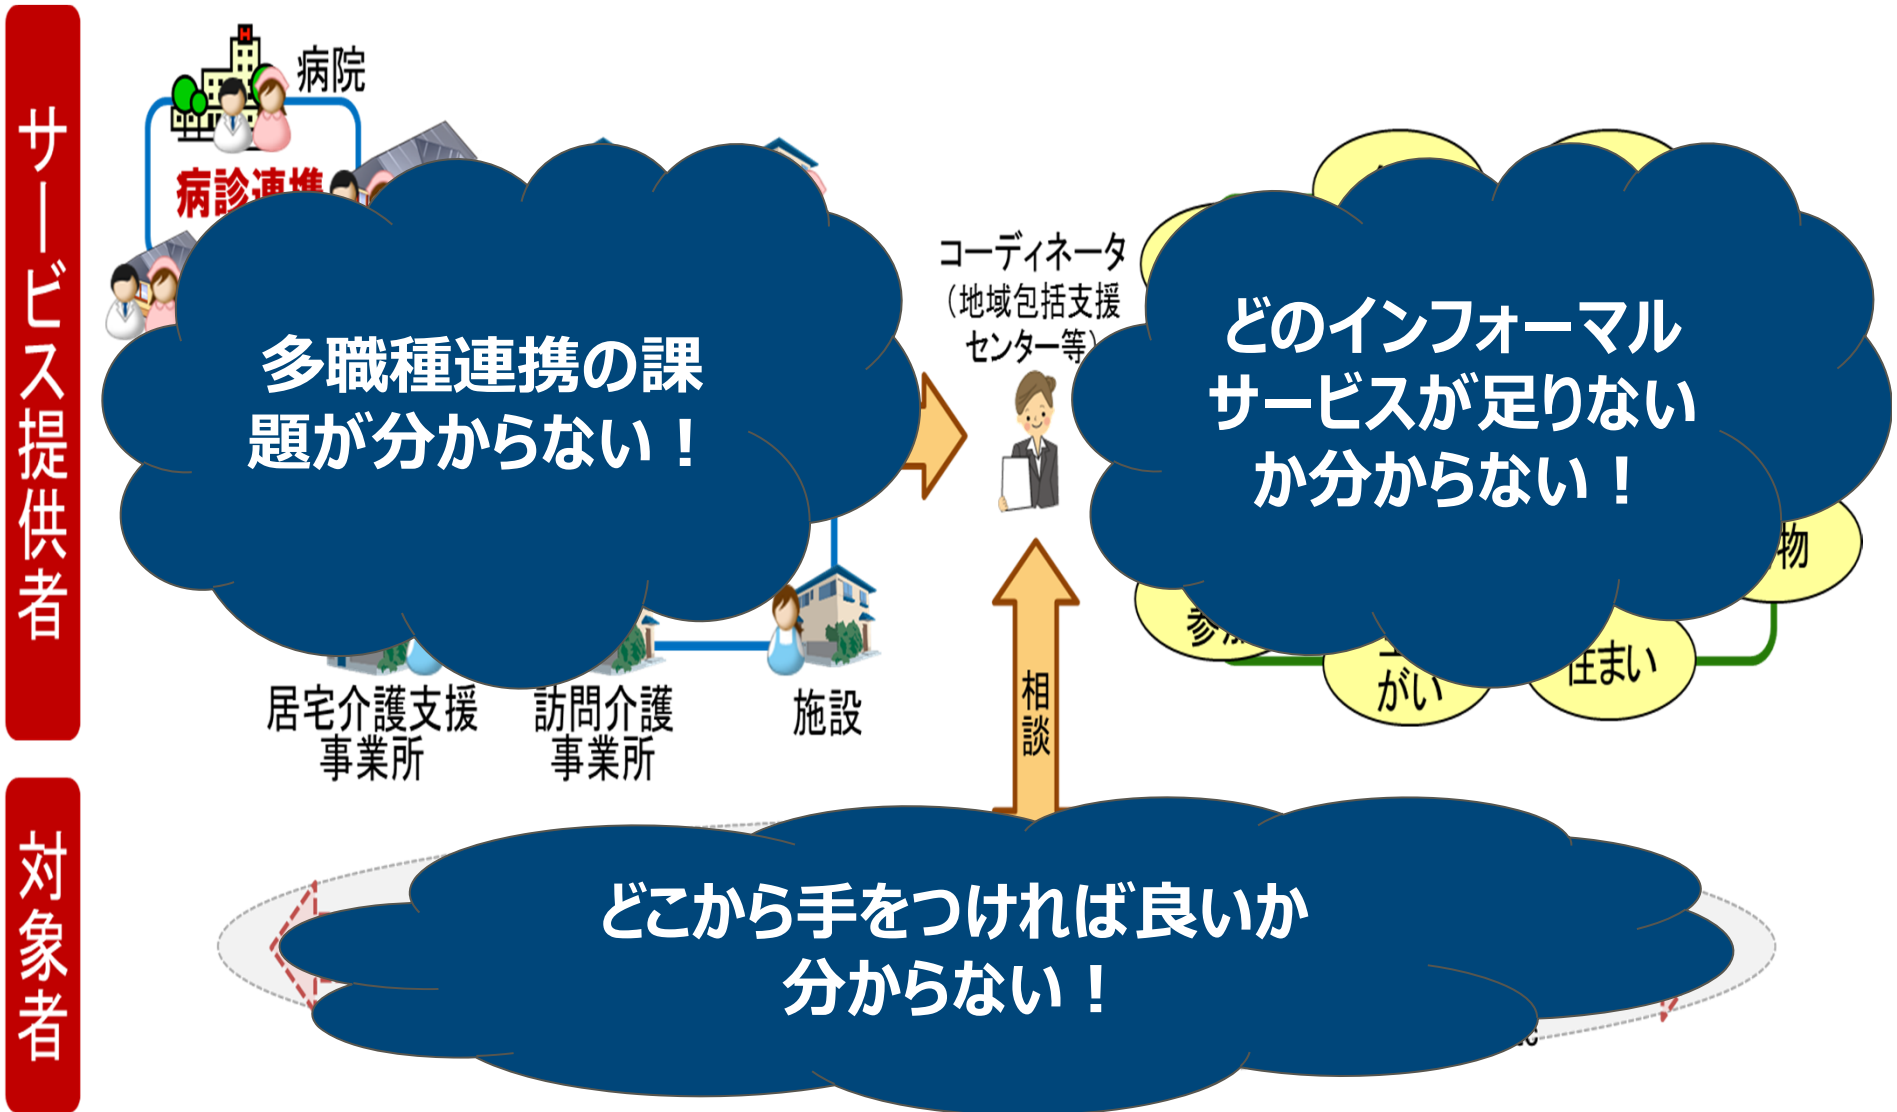 サービス提供者
病院
病診連携
多職種連携の課
題が分からない！
コーディネータ
（地域包括支援
センター等）
どのインフォーマル
サービスが足りない
か分からない！
物
がい
住まい
居宅介護支援
事業所
訪問介護
事業所
施設
相談
対象者
どこから手をつければ良いか
分からない！